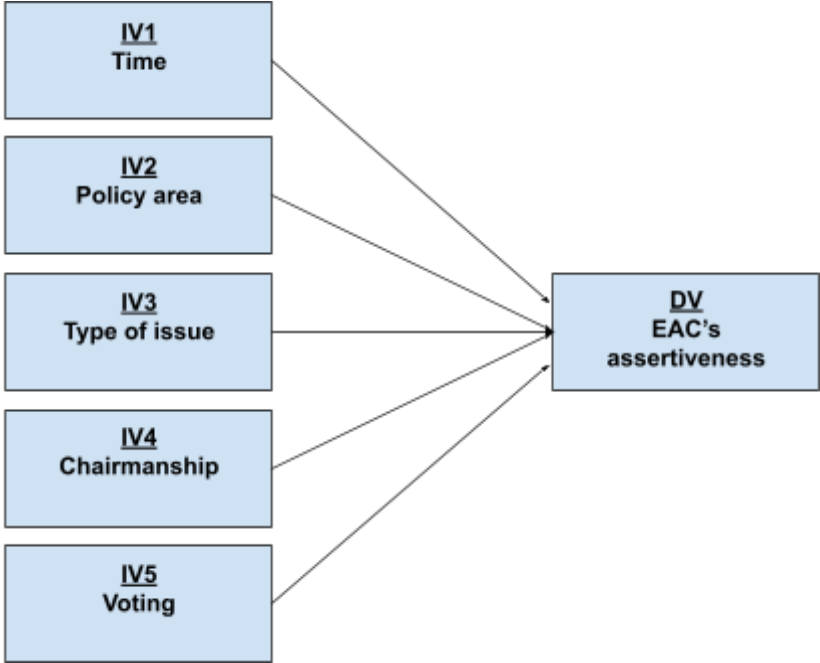 IV1
Time
IV2
Policy area
IV3
Type of issue
IV4
Chairmanship
IV5
Voting
DV
EAC's
assertiveness